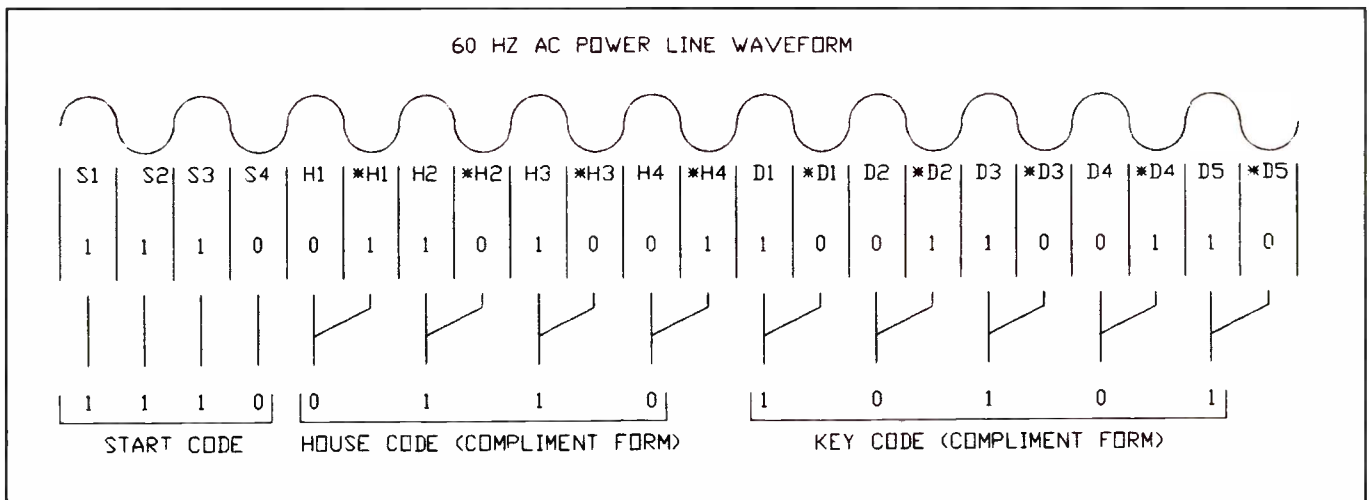 60 HZ AC POWER LINE WAVEFORM
S1 S2 S3 S4 H1 *H1 H2 *H2 H3 *H3 H4 *H4 D1 *D1 D2 *D2 D3 *D3 D4 *D4 D5 *D5
1 1 1 0 0 1 1 0 1 0 0 1 1 0 0 1 1 0 0 1 1 0
1 1 1 0 0 1 1 0 1 0 1 0 1
START CODE HOUSE CODE (COMPLIMENT FORM) KEY CODE (COMPLIMENT FORM)